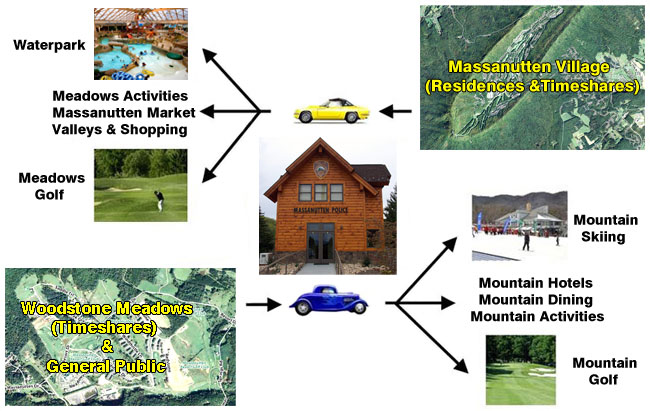 Waterpark
Meadows Activities
Massanutten Market
Valleys & Shopping
Meadows
Golf
Massanutten Village
(Residences &Timeshares)
MASSANUTTEN POLICE
Mountain
Skiing
Woodstone Meadows
(Timeshares)
&
General Public
Mountain Hotels
Mountain Dining
Mountain Activities
Mountain
Golf